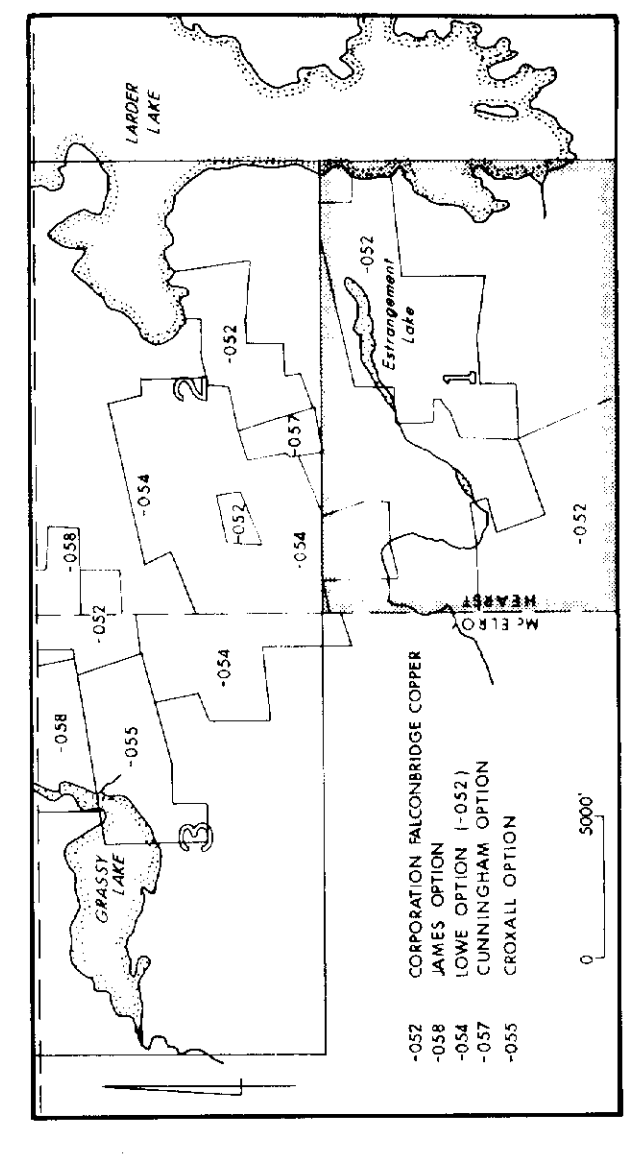 -058
-058
GRASSY
LAKE
-052
-055
-054
LARDER
LAKE
3
2
-054
-052
-052
-057
-054
-052
Estrangement
Lake
1
McELROY
HEARST
-052
-052 CORPORATION FALCONBRIDGE COPPER
-058 JAMES OPTION
-054 LOWE OPTION (-052)
-057 CUNNINGHAM OPTION
-055 CROXALL OPTION
0 5000'